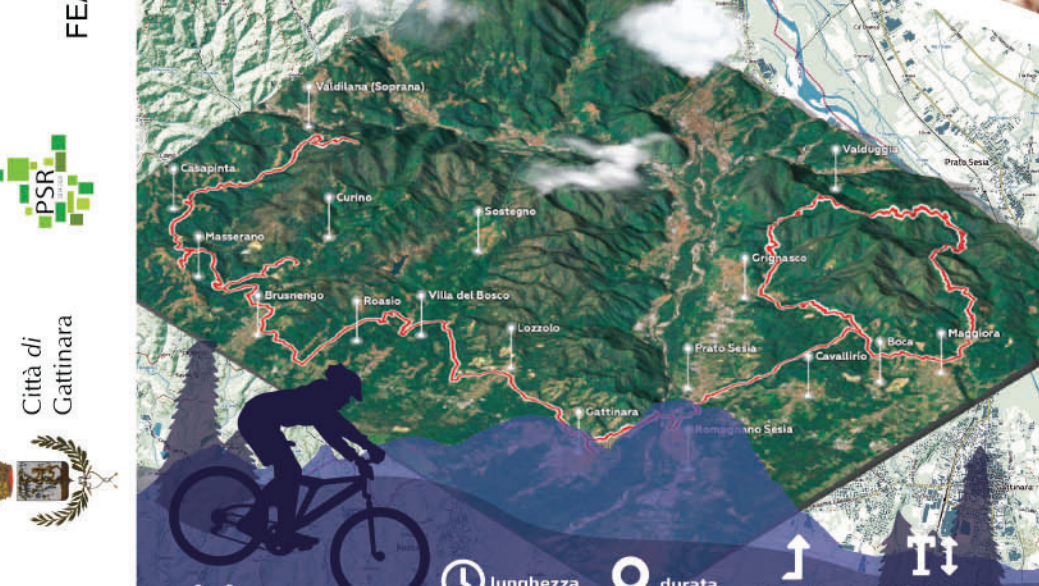 FEA
PSR
Città di
Gattinara
Valdilana (Soprana)
Casapinta
Curino
Sostegno
Masserano
Brusnengo
Roasio
Villa del Bosco
Lozzolo
Gattinara
Valduggia
Prato Sesia
Grignasco
Prato Sesia
Cavallirio
Boca
Maggiora
Romagnano Sesia
lunghezza
durata
T